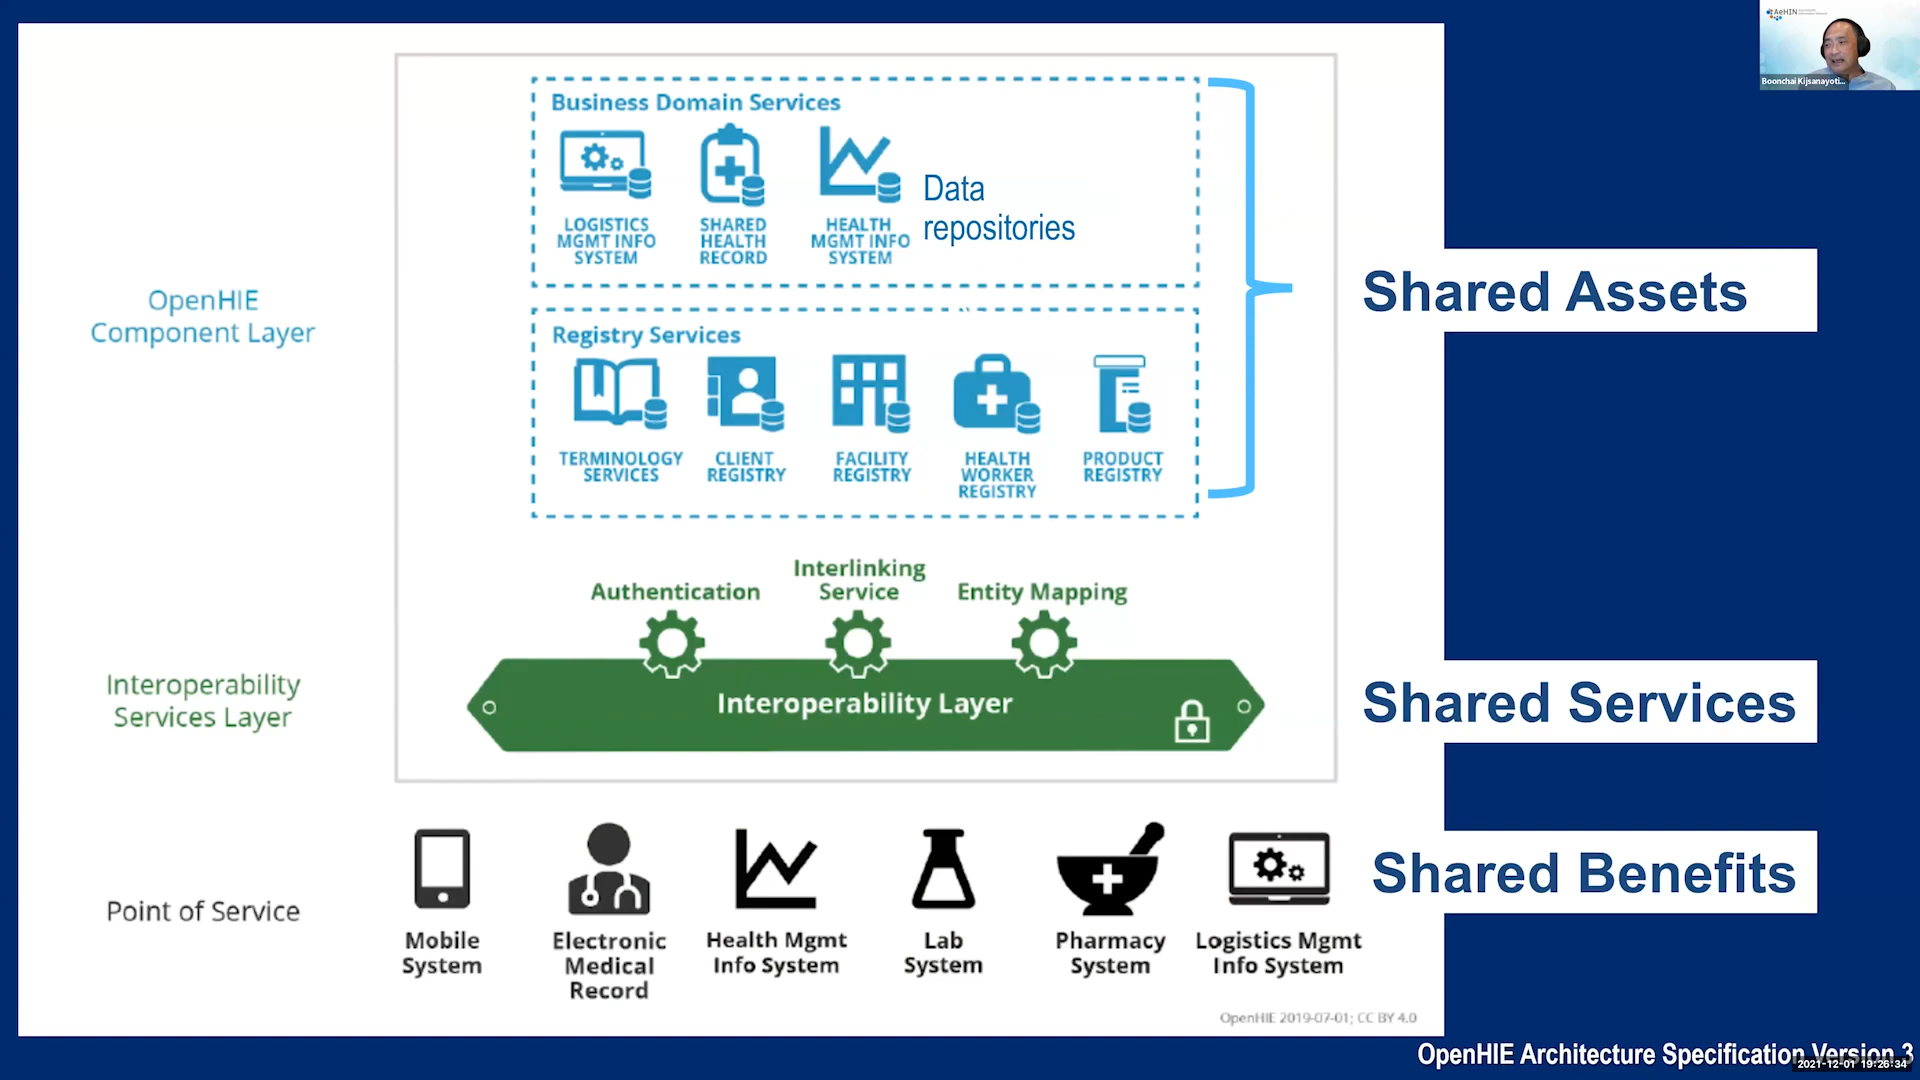 AeHIN
Boonchai Kijsanayoti...
Business Domain Services
LOGISTICS
MGMT INFO
SYSTEM
SHARED
HEALTH
RECORD
HEALTH
MGMT INFO
SYSTEM
Data
repositories
OpenHIE
Component Layer
Shared Assets
Registry Services
TERMINOLOGY
SERVICES
CLIENT
REGISTRY
FACILITY
REGISTRY
HEALTH
WORKER
REGISTRY
PRODUCT
REGISTRY
Authentication
Interlinking
Service
Entity Mapping
Interoperability
Services Layer
Interoperability Layer
Shared Services
Point of Service
Mobile
System
Electronic
Medical
Record
Health Mgmt
Info System
Lab
System
Pharmacy
System
Logistics Mgmt
Info System
Shared Benefits
OpenHIE 2019-07-01; CC BY 4.0
OpenHIE Architecture Specification Version 3
2021-12-01 19:26:34